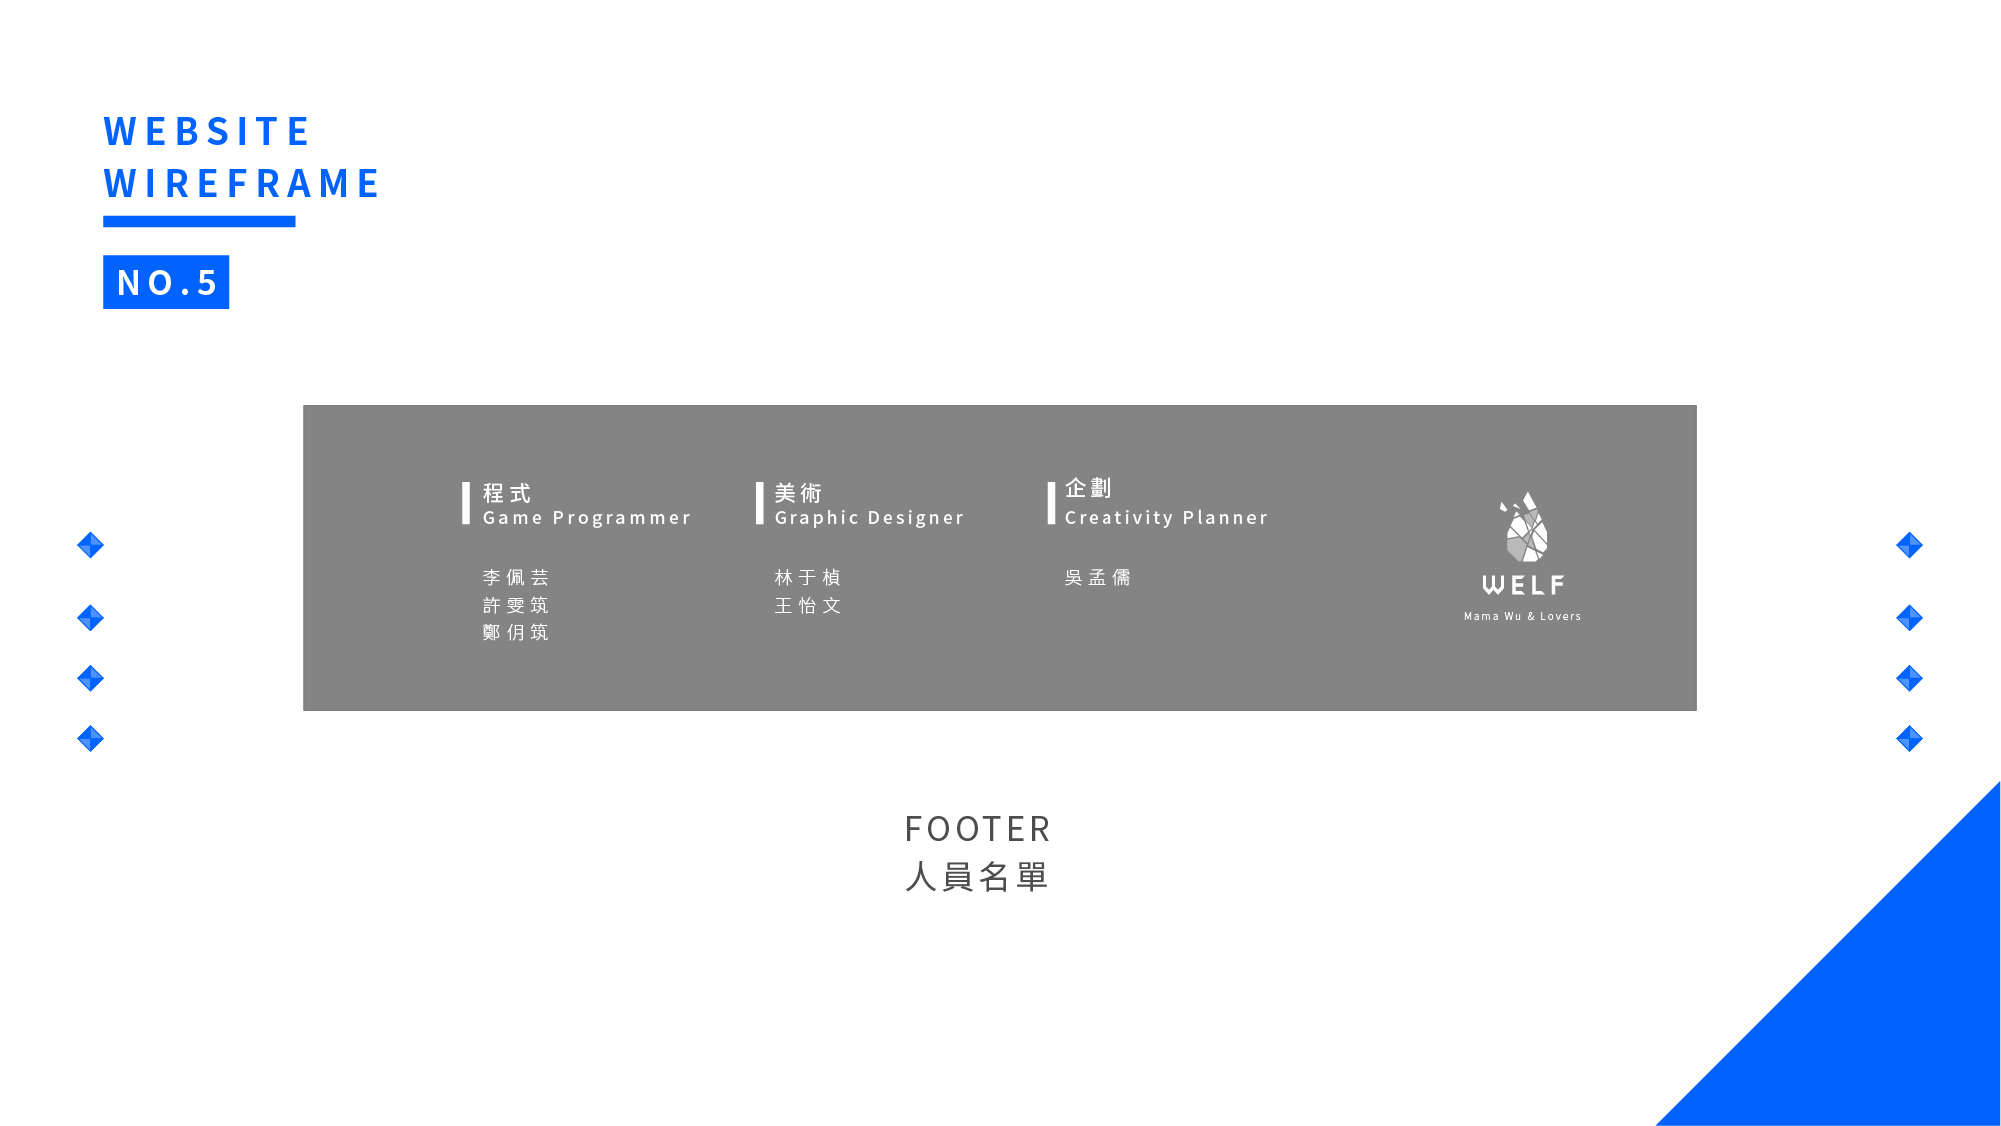 WEBSITE
WIREFRAME
NO.5
程式
Game Programmer
李佩芸
許雯筑
鄭仴筑
美術
Graphic Designer
林于楨
王怡文
企劃
Creativity Planner
吳孟儒
WELF
Mama Wu & Lovers
FOOTER
人員名單